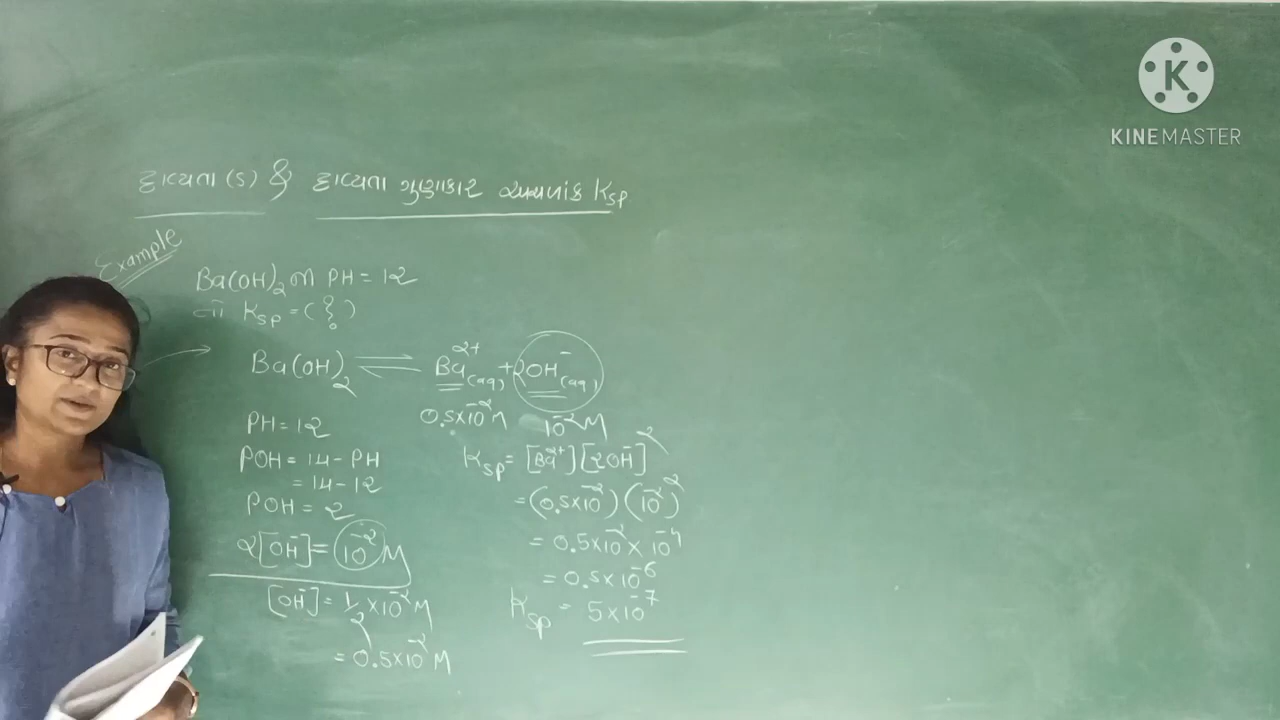 દ્રાવ્યતા (S) & દ્રાવ્યતા ગુણાકાર અચળાંક Ksp
Example
Ba(OH)₂ ની PH = 12
તો Ksp = (?)
Ba(OH)₂ ⇌ Ba²⁺(aq) + 2OH⁻(aq)
0.5×10⁻²M 10⁻²M
PH = 12
POH = 14 - PH
= 14 - 12
POH = 2
2[OH⁻] = 10⁻² M
[OH⁻] = 1/2 × 10⁻² M
= 0.5×10⁻² M
Ksp = [Ba²⁺][2OH⁻]²
= (0.5×10⁻²)(10⁻²)²
= 0.5×10⁻² × 10⁻⁴
= 0.5×10⁻⁶
Ksp = 5×10⁻⁷
K
KINEMASTER